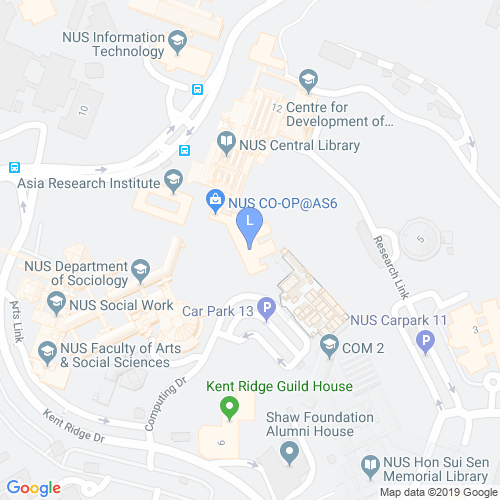 NUS Information
Technology
10
12
Centre for
Development of…
NUS Central Library
Asia Research Institute
NUS CO-OP@AS6
L
5
Research Link
NUS Department
of Sociology
NUS Social Work
Arts Link
Car Park 13
P
NUS Carpark 11
P
3
NUS Faculty of Arts
& Social Sciences
COM 2
Computing Dr
Kent Ridge Guild House
Kent Ridge Dr
Shaw Foundation
Alumni House
9
NUS Hon Sui Sen
Memorial Library
Google
Map data ©2019 Google